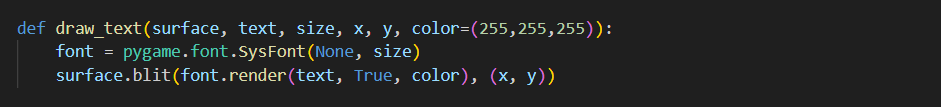 def draw_text(surface, text, size, x, y, color=(255,255,255)):
    font = pygame.font.SysFont(None, size)
    surface.blit(font.render(text, True, color), (x, y))